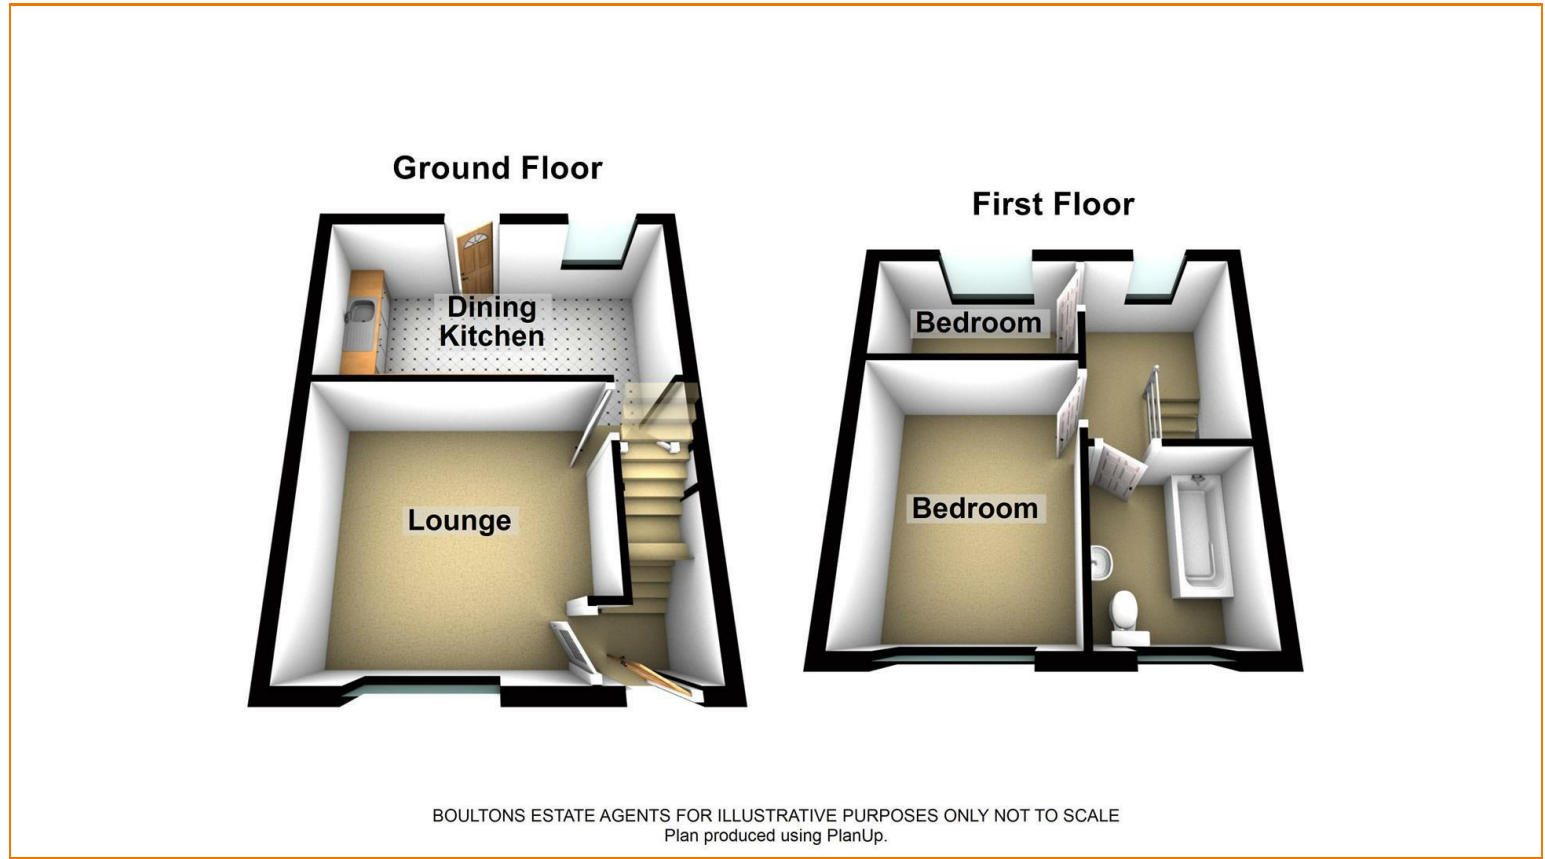 Ground Floor
First Floor
Dining
Kitchen
Bedroom
Lounge
Bedroom
BOULTONS ESTATE AGENTS FOR ILLUSTRATIVE PURPOSES ONLY NOT TO SCALE
Plan produced using PlanUp.